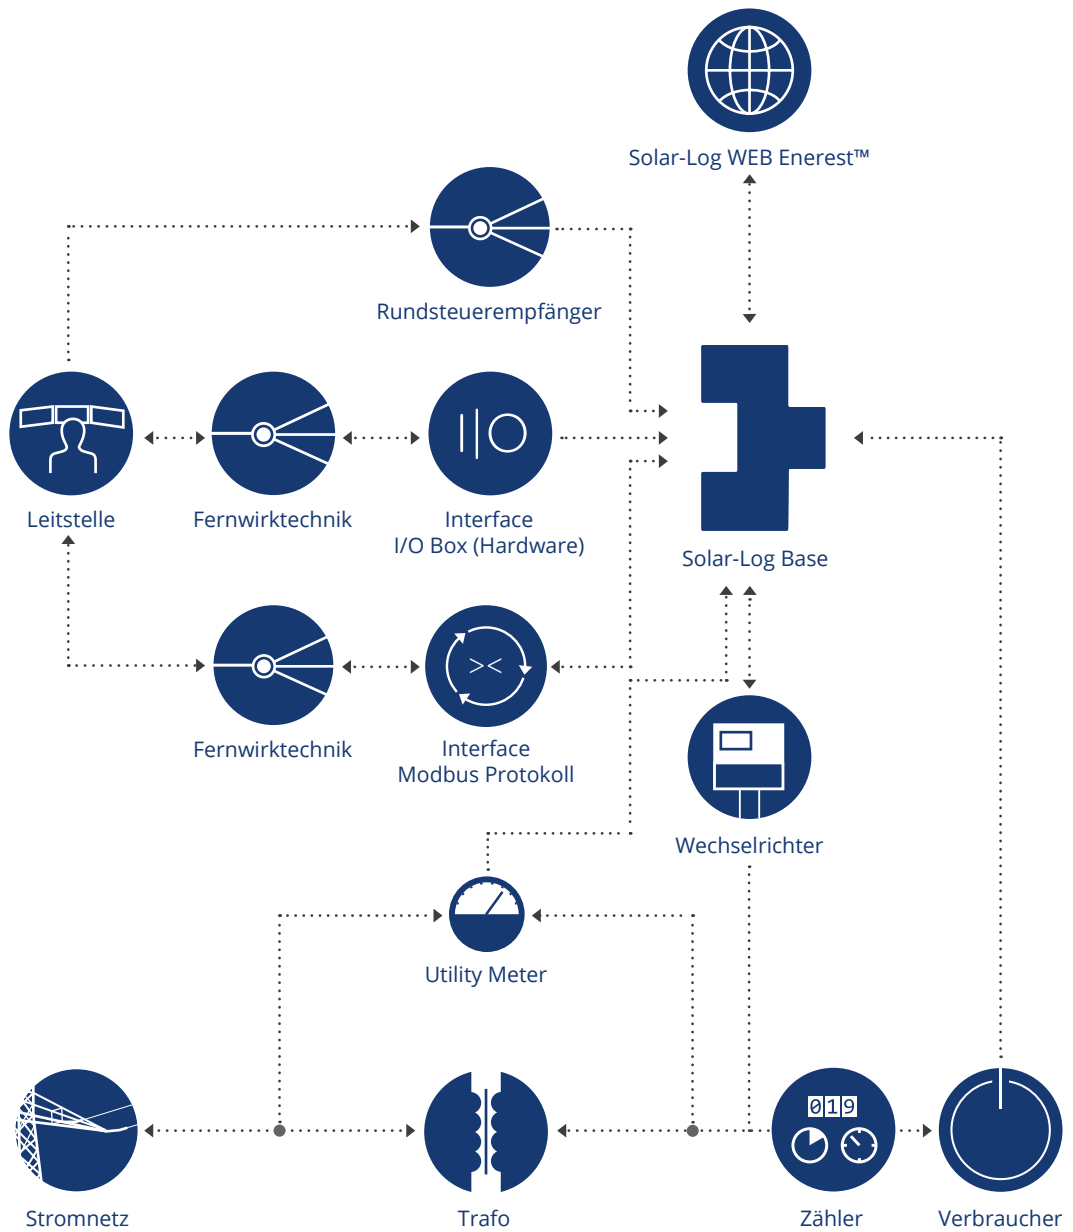 Solar-Log WEB Enerest™
Rundsteuerempfänger
Leitstelle
Fernwirktechnik
Interface
I/O Box (Hardware)
Solar-Log Base
Fernwirktechnik
Interface
Modbus Protokoll
Wechselrichter
Utility Meter
019
Stromnetz
Trafo
Zähler
Verbraucher